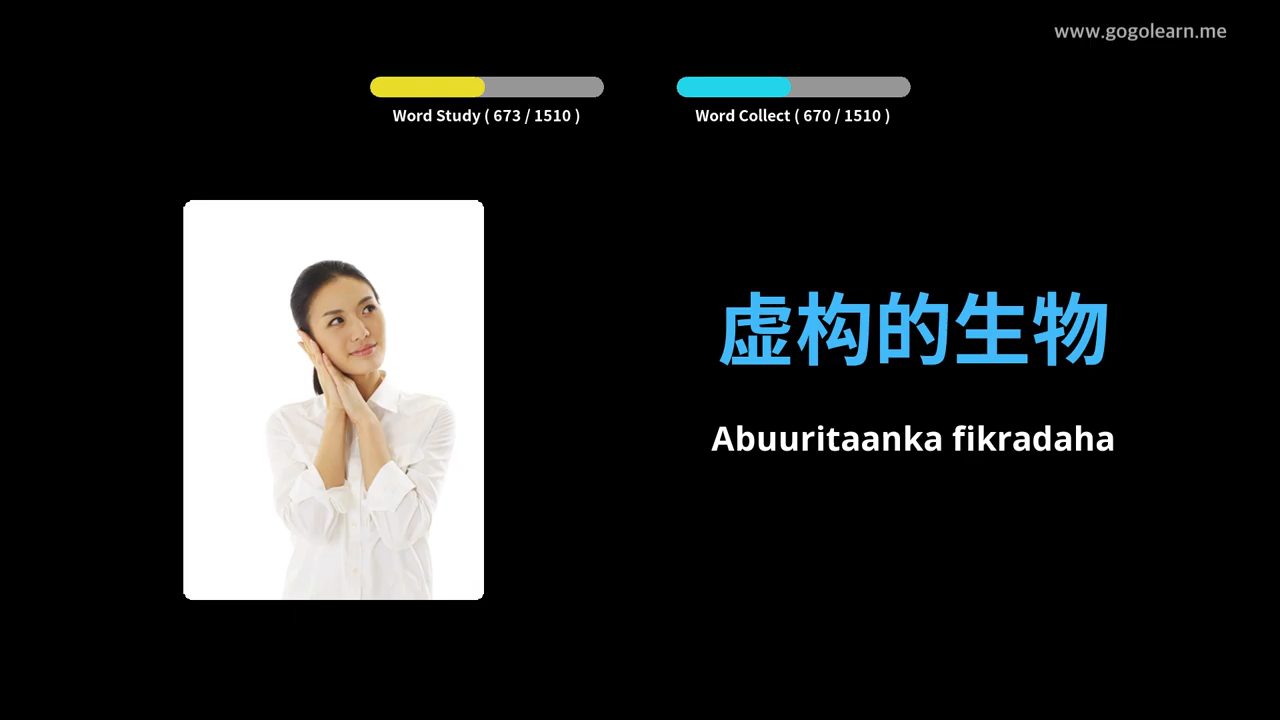 www.gogolearn.me
Word Study ( 673 / 1510 )
Word Collect ( 670 / 1510 )
虚构的生物
Abuuritaanka fikradaha